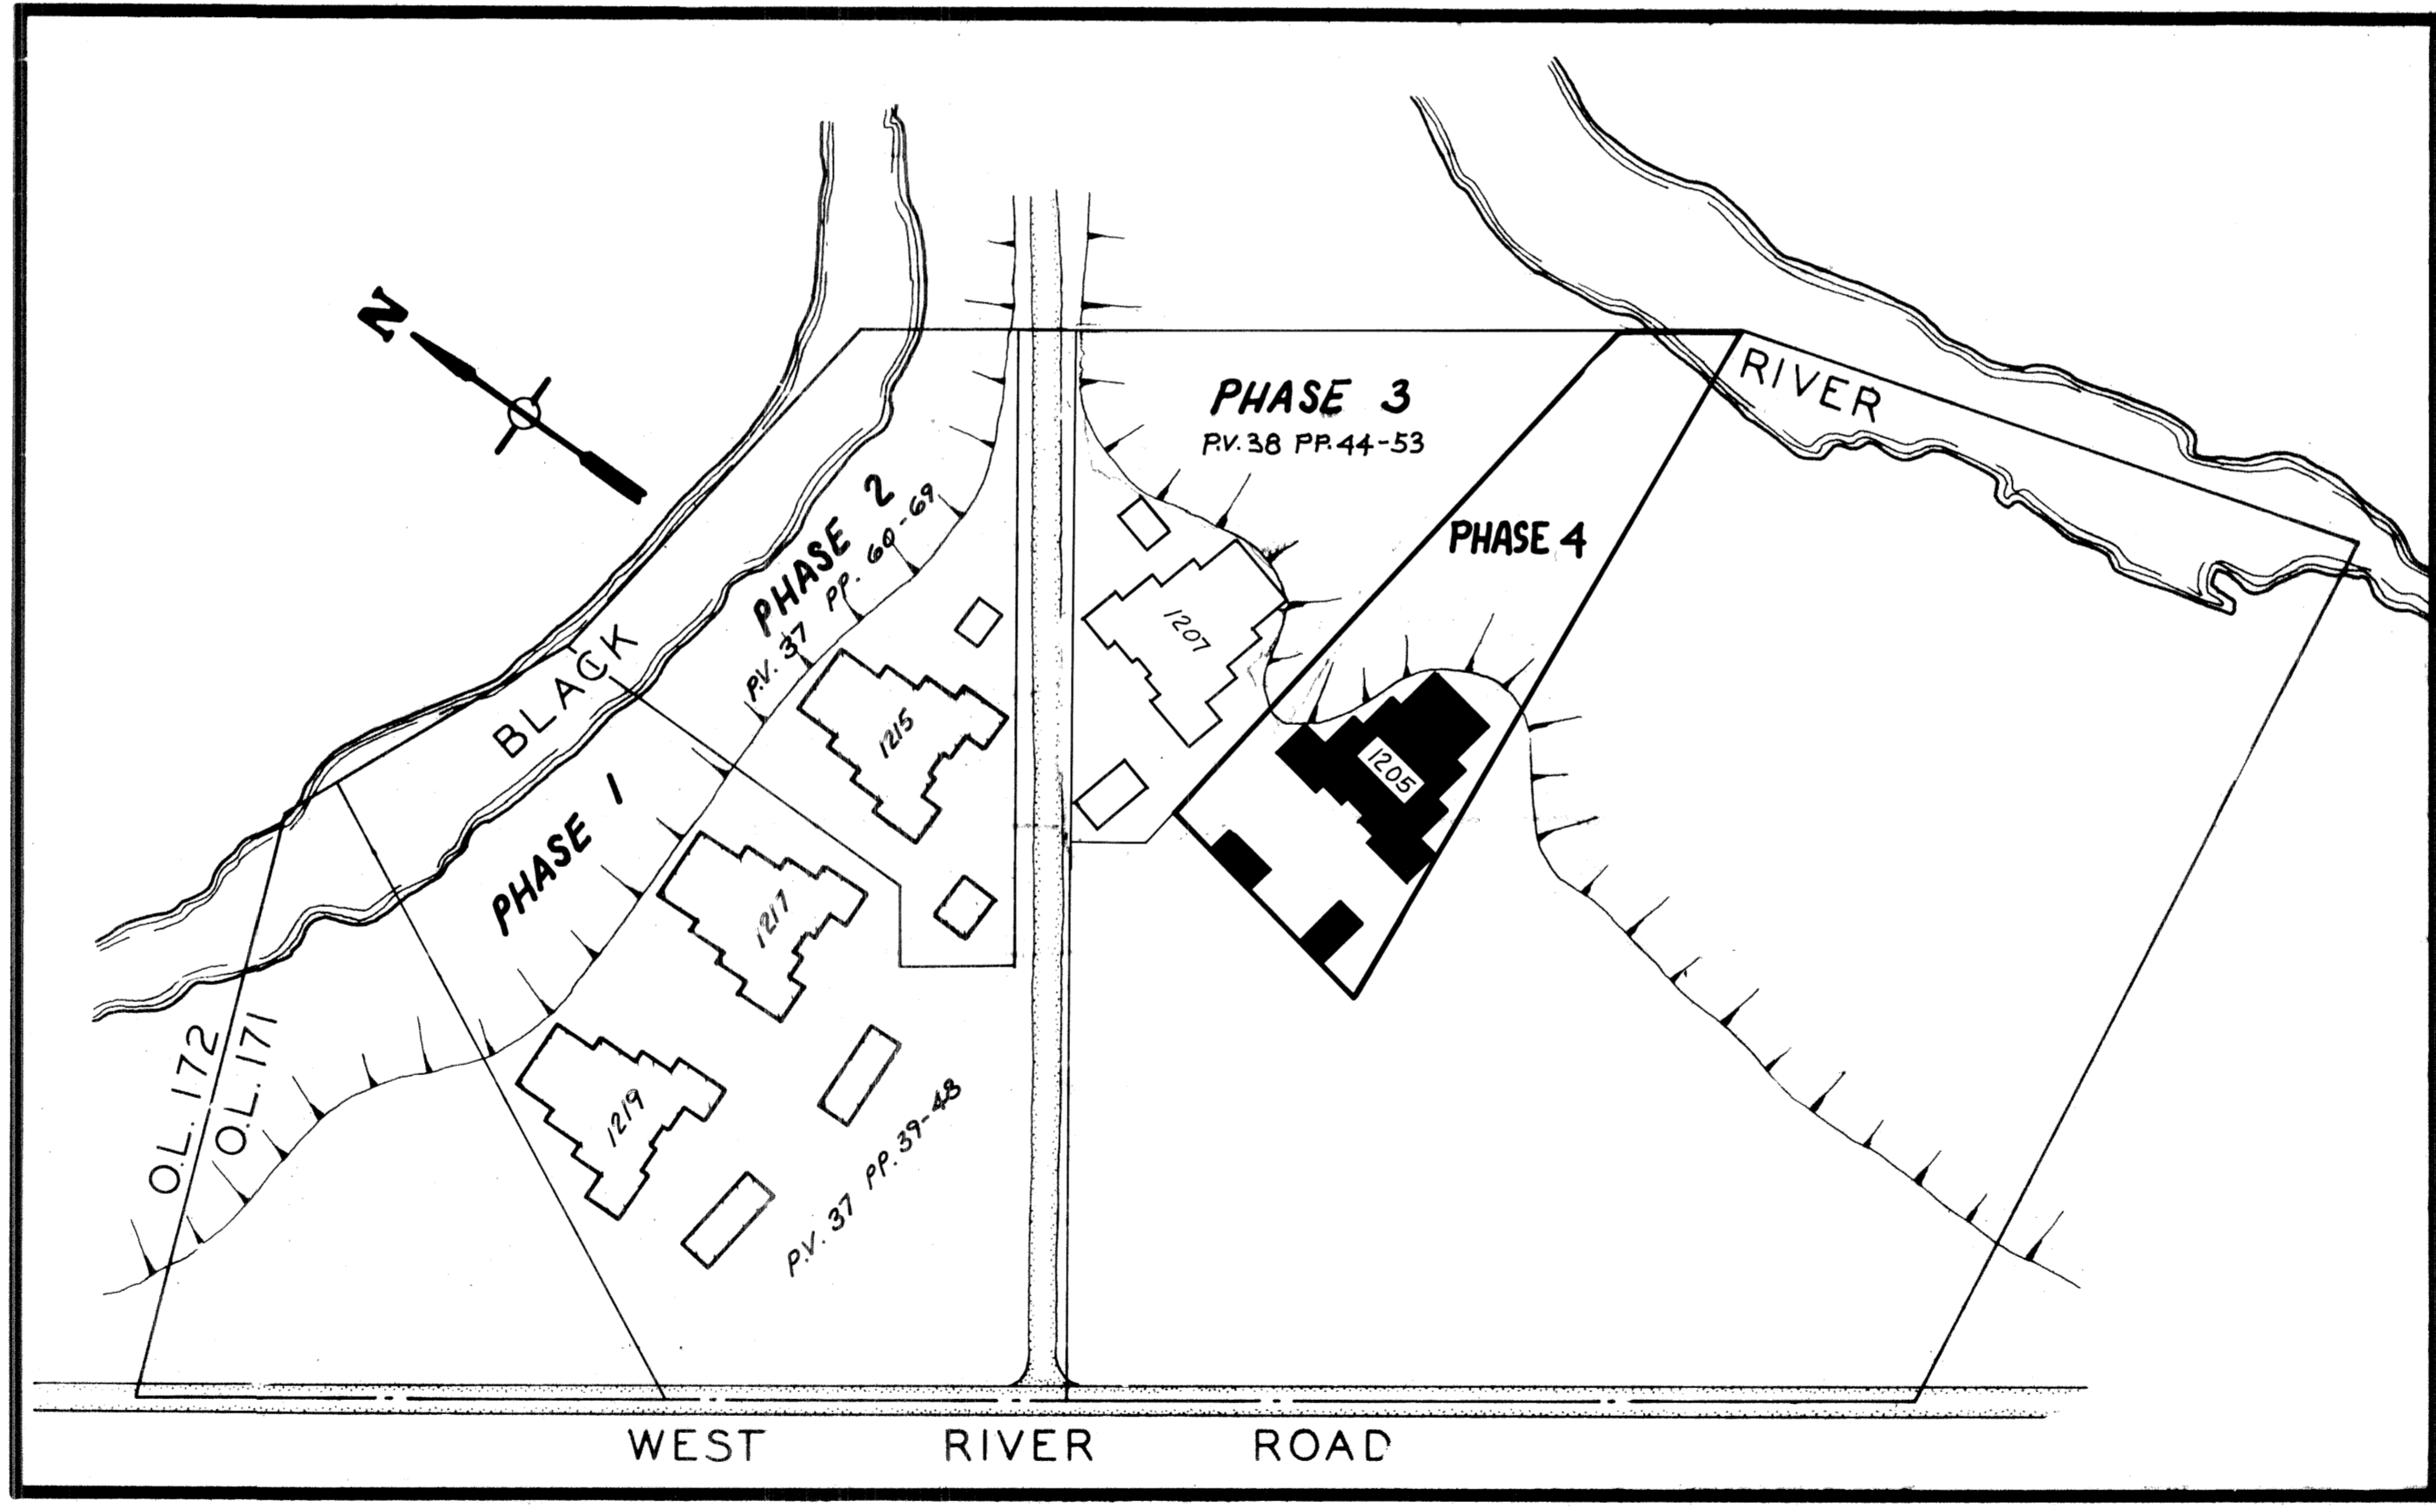 N
PHASE 3
P.V. 38 PP. 44-53
RIVER
PHASE 4
PHASE 2
P.V. 37 PP. 60-69
BLACK
1207
1215
1205
PHASE 1
1217
1219
P.V. 37 PP. 39-48
O.L. 172
O.L. 171
WEST RIVER ROAD